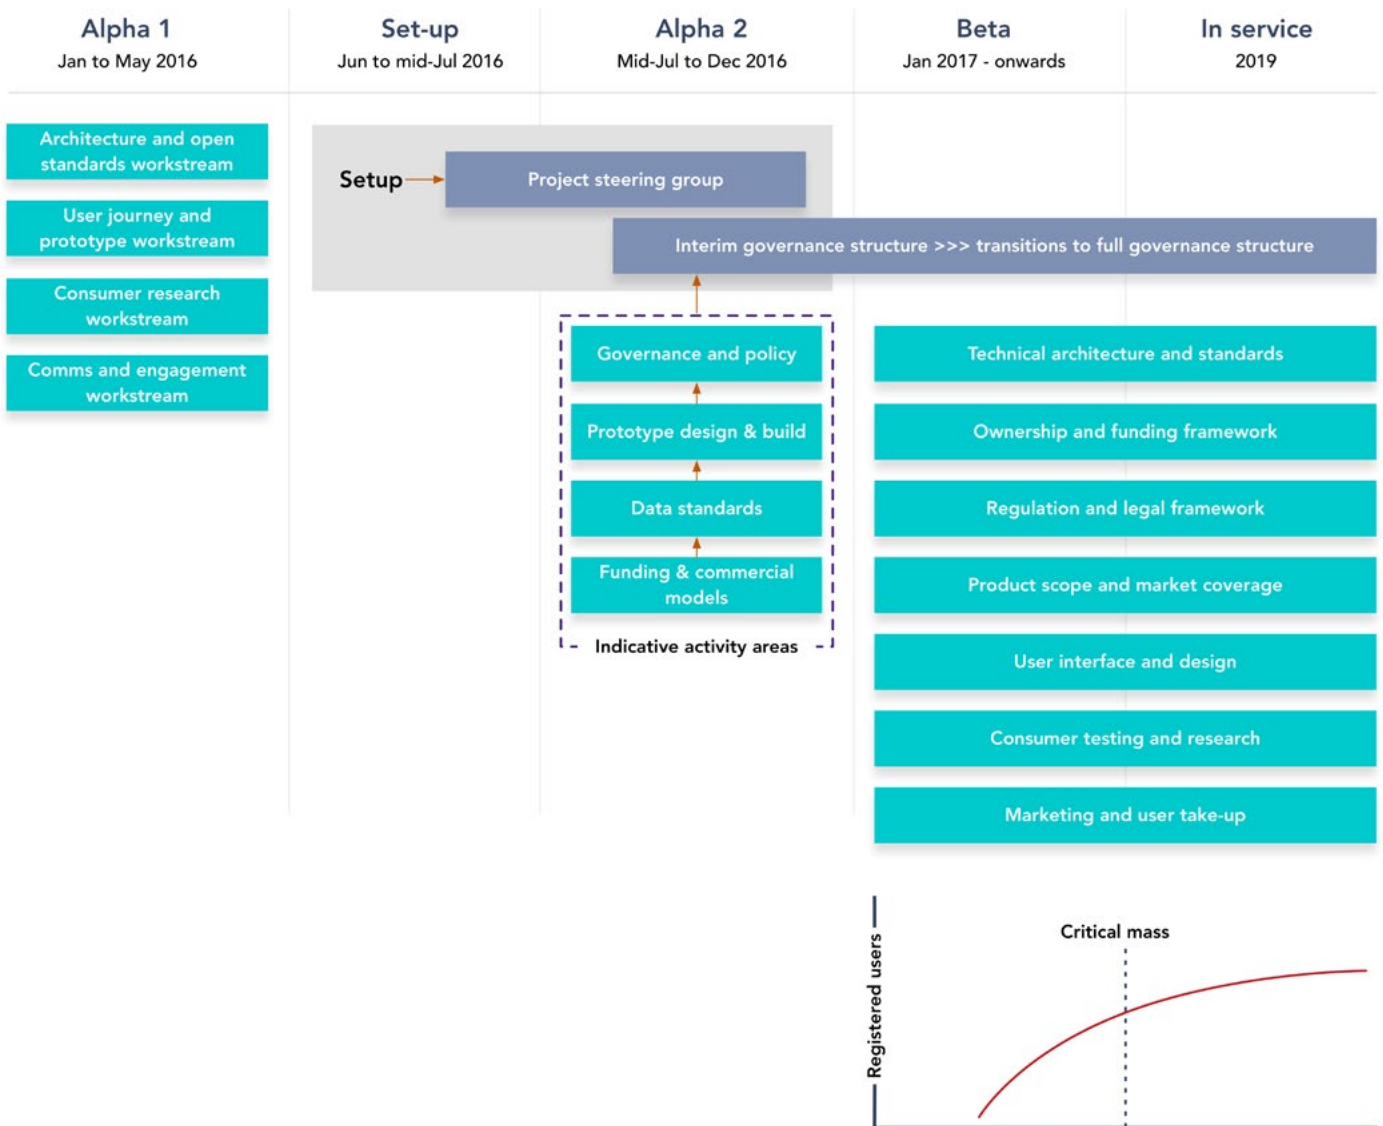 Alpha 1
Jan to May 2016
Set-up
Jun to mid-Jul 2016
Alpha 2
Mid-Jul to Dec 2016
Beta
Jan 2017 - onwards
In service
2019
Architecture and open
standards workstream
User journey and
prototype workstream
Consumer research
workstream
Comms and engagement
workstream
Setup
Project steering group
Interim governance structure >>> transitions to full governance structure
Governance and policy
Prototype design & build
Data standards
Funding & commercial
models
Indicative activity areas
Technical architecture and standards
Ownership and funding framework
Regulation and legal framework
Product scope and market coverage
User interface and design
Consumer testing and research
Marketing and user take-up
Critical mass
Registered users